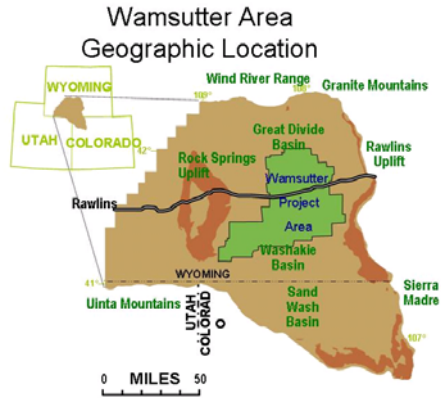 Wamsutter Area
Geographic Location
WYOMING
UTAH
COLORADO
Wind River Range
Granite Mountains
109°
108°
42°
Great Divide
Basin
Rock Springs
Uplift
Rawlins
Uplift
Wamsutter
Project
Area
Rawlins
Washakie
Basin
WYOMING
41°
Uinta Mountains
UTAH
COLORAD
O
Sand
Wash
Basin
Sierra
Madre
107°
0 MILES 50